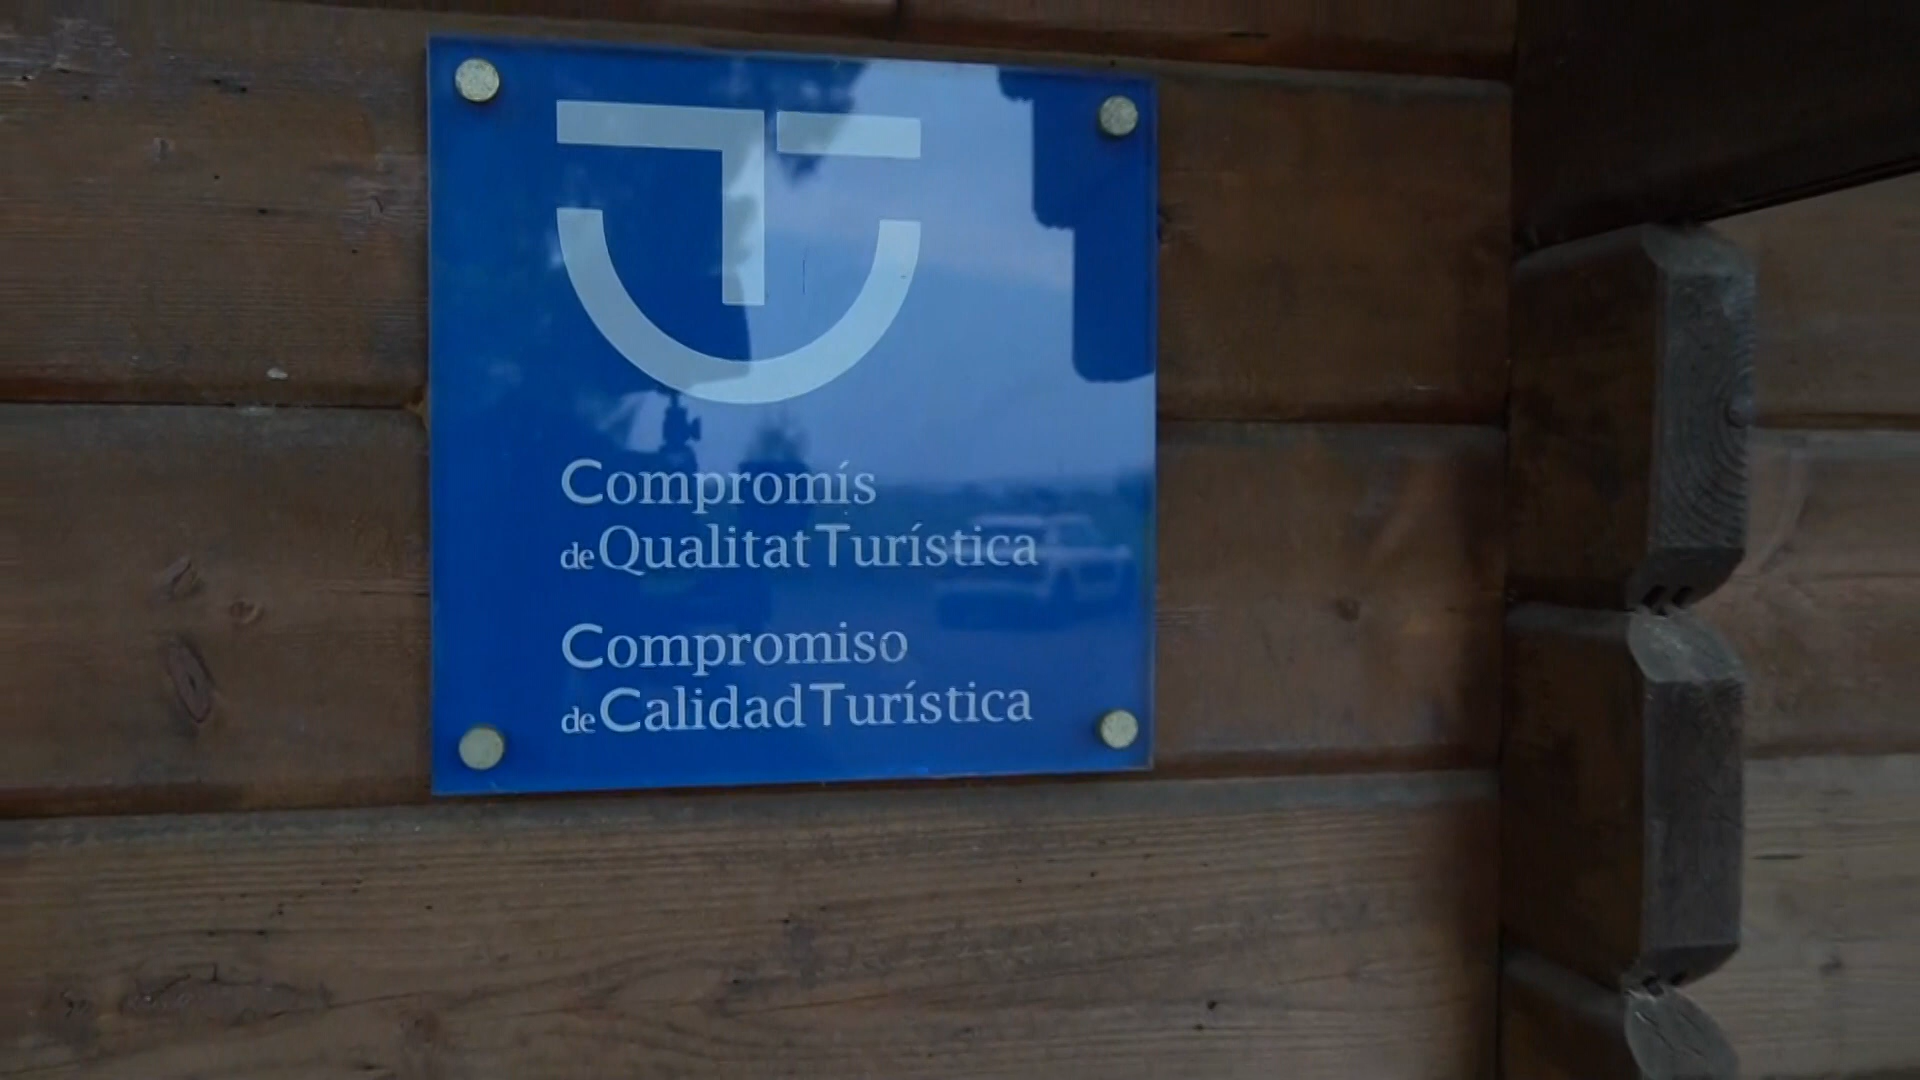 Compromís
de Qualitat Turística
Compromiso
de Calidad Turística